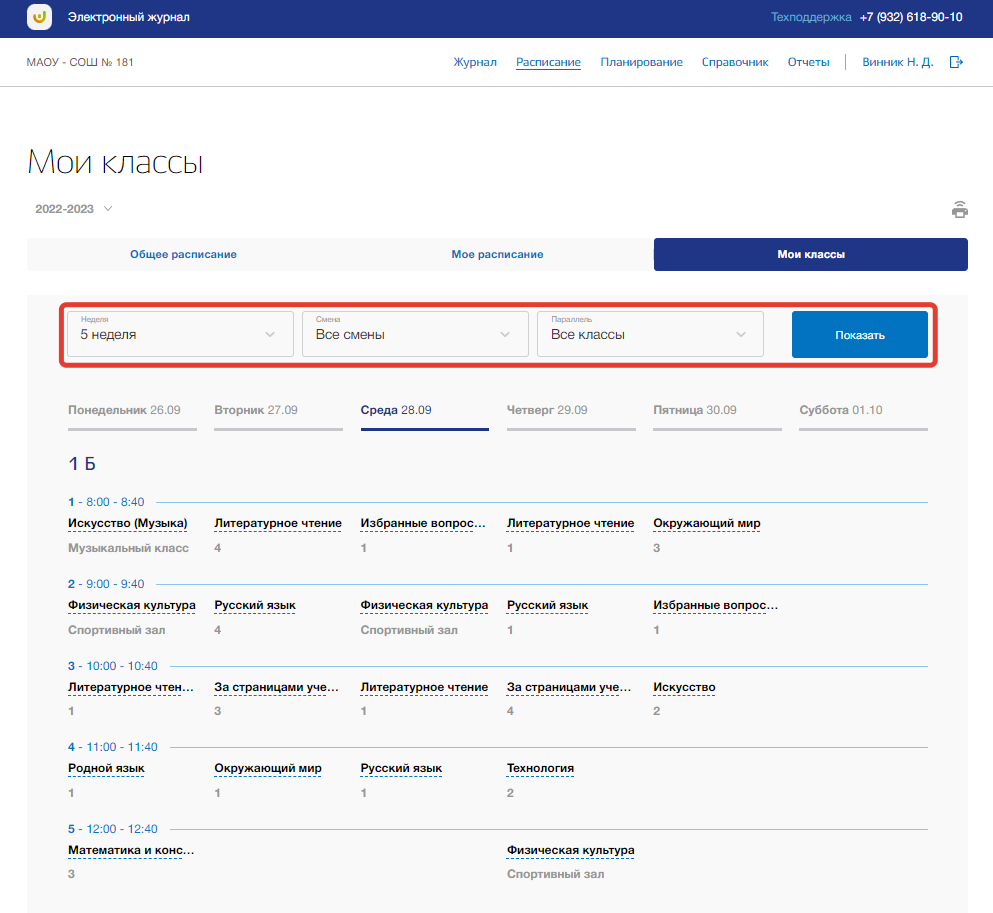 Электронный журнал
Техподдержка +7 (932) 618-90-10
МАОУ - СОШ № 181
Журнал Расписание Планирование Справочник Отчеты Винник Н. Д.
Мои классы
2022-2023
Общее расписание Мое расписание Мои классы
Неделя Смена Параллель
5 неделя Все смены Все классы Показать
Понедельник 26.09 Вторник 27.09 Среда 28.09 Четверг 29.09 Пятница 30.09 Суббота 01.10
1 Б
1 - 8:00 - 8:40
Искусство (Музыка) Литературное чтение Избранные вопрос... Литературное чтение Окружающий мир
Музыкальный класс 4 1 1 3
2 - 9:00 - 9:40
Физическая культура Русский язык Физическая культура Русский язык Избранные вопрос...
Спортивный зал 4 Спортивный зал 1 1
3 - 10:00 - 10:40
Литературное чтен... За страницами уче... Литературное чтение За страницами уче... Искусство
1 3 1 4 2
4 - 11:00 - 11:40
Родной язык Окружающий мир Русский язык Технология
1 1 1 2
5 - 12:00 - 12:40
Математика и конс... Физическая культура
3 Спортивный зал